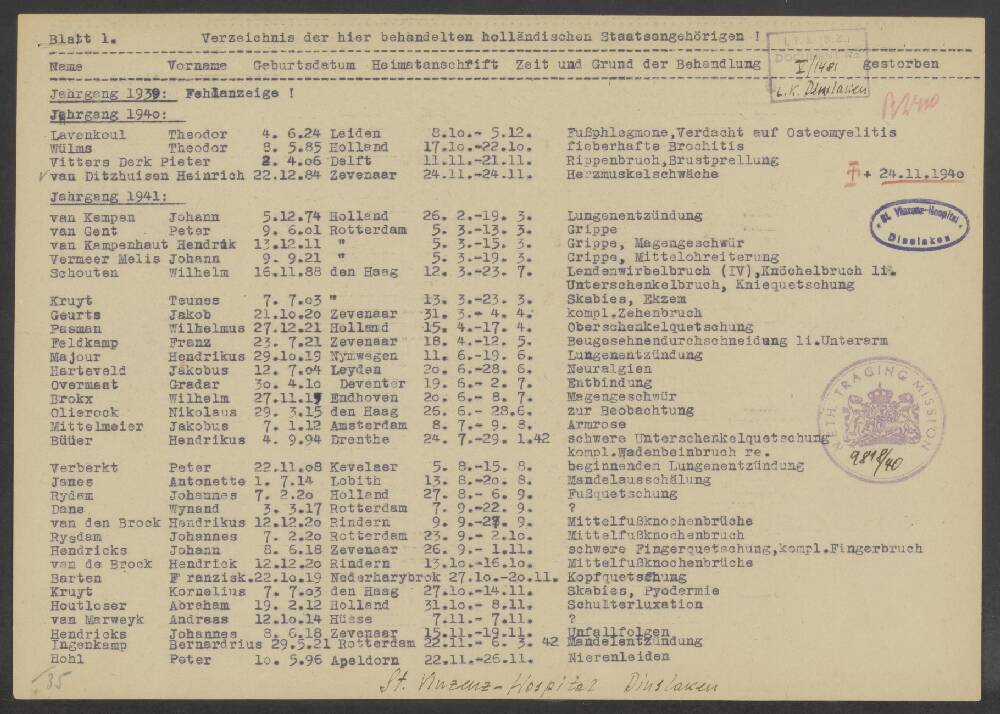 Blatt 1. Verzeichnis der hier behandelten holländischen Staatsangehörigen !
I.T.S. (B.Z.)
DOCUMENT No
I/1481
L.K. Dinslaken
Name Vorname Geburtsdatum Heimatanschfift Zeit und Grund der Behandlung gestorben
Jahrgang 1939: Fehlanzeige !
Jahrgang 1940:
Lavenkoul Theodor 4. 6.24 Leiden 8.10.- 5.12. Fußphlegmone,Verdacht auf Osteomyelitis
Wülms Theodor 8. 5.85 Holland 17.10.-22.10. fieberhafte Brochitis
Vitters Derk Pieter 2. 4.06 Delft 11.11.-21.11. Rippenbruch,Brustprellung
van Ditzhuisen Heinrich 22.12.84 Zevenaar 24.11.-24.11. Herzmuskelschwäche + 24.11.1940
Jahrgang 1941:
van Kempen Johann 5.12.74 Holland 26. 2.-19. 3. Lungenentzündung
van Gent Peter 9. 6.01 Rotterdam 5. 3.-13. 3. Grippe
St. Vinzenz-Hospital
Dinslaken
van Kampenhaut Hendrik 13.12.11 " 5. 3.-15. 3. Grippe, Magengeschwür
Vermeer Melis Johann 9. 9.21 " 5. 3.-19. 3. Grippe, Mittelohreiterung
Schouten Wilhelm 16.11.88 den Haag 12. 3.-23. 7. Lendenwirbelbruch (IV),Knöchelbruch li.
Unterschenkelbruch, Kniequetschung
Kruyt Teunes 7. 7.03 " 13. 3.-23. 3. Skabies, Ekzem
Geurts Jakob 21.10.20 Zevenaar 31. 3.- 4. 4. kompl.Zehenbruch
Pasman Wilhelmus 27.12.21 Holland 15. 4.-17. 4. Oberschenkelquetschung
Feldkamp Franz 23. 7.21 Zevenaar 18. 4.-12. 5. Beugesehnendurchschneidung li.Unterarm
Majour Hendrikus 29.10.19 Nymwegen 11. 6.-19. 6. Lungenentzündung
Harteveld Jakobus 12. 7.04 Leyden 20. 6.-28. 6. Neuralgien
Overmaat Gradar 30. 4.10 Deventer 19. 6.- 2. 7. Entbindung
Brokx Wilhelm 27.11.19 Endhoven 20. 6.- 8. 7. Magengeschwür
Olierock Nikolaus 29. 3.15 den Haag 26. 6.- 28.6. zur Beobachtung
Mittelmeier Jakobus 7. 1.12 Amsterdam 8. 7.- 9. 8. Armrose
Büüer Hendrikus 4. 9.94 Drenthe 24. 7.-29. 1.42 schwere Unterschenkelquetschung
kompl.Wadenbeinbruch re.
NETH. TRACING MISSION
9818/40
Verberkt Peter 22.11.08 Kevelaer 5. 8.-15. 8. beginnenden Lungenentzündung
Janes Antonette 1. 7.14 Lobith 13. 8.-20. 8. Mandelausschälung
Rydam Johannes 7. 2.20 Holland 27. 8.- 6. 9. Fußquetschung
Dane Wynand 3. 3.17 Rotterdam 7. 9.-22. 9. ?
van den Brock Hendrikus 12.12.20 Rindern 9. 9.-27. 9. Mittelfußknochenbrüche
Rysdam Johannes 7. 2.20 Rotterdam 23. 9.- 2.10. Mittelfußknochenbruch
Hendricks Johann 8. 6.18 Zevenaar 26. 9.- 1.11. schwere Fingerquetschung,kompl.Fingerbruch
van de Brock Hendrick 12.12.20 Rindern 13.10.-16.10. Mittelfußknochenbrüche
Barten Franzisk.22.10.19 Nederharybrok 27.10.-20.11. Kopfquetschung
Kruyt Kornelius 7. 7.03 den Haag 27.10.-14.11. Skabies, Pyodermie
Houtloser Abraham 19. 2.12 Holland 31.10.- 8.11. Schulterluxation
van Marweyk Andreas 12.10.14 Hüsse 7.11.- 7.11. ?
Hendricks Johannes 8. 6.18 Zevenaar 15.11.-19.11. Unfallfolgen
Ingenkamp Bernardrius 29.5.21 Rotterdam 22.11.- 6. 3. 42 Mandelentzündung
Hohl Peter 10. 5.96 Apeldorn 22.11.-26.11. Nierenleiden
35
St. Vinzenz-Hospital Dinslaken